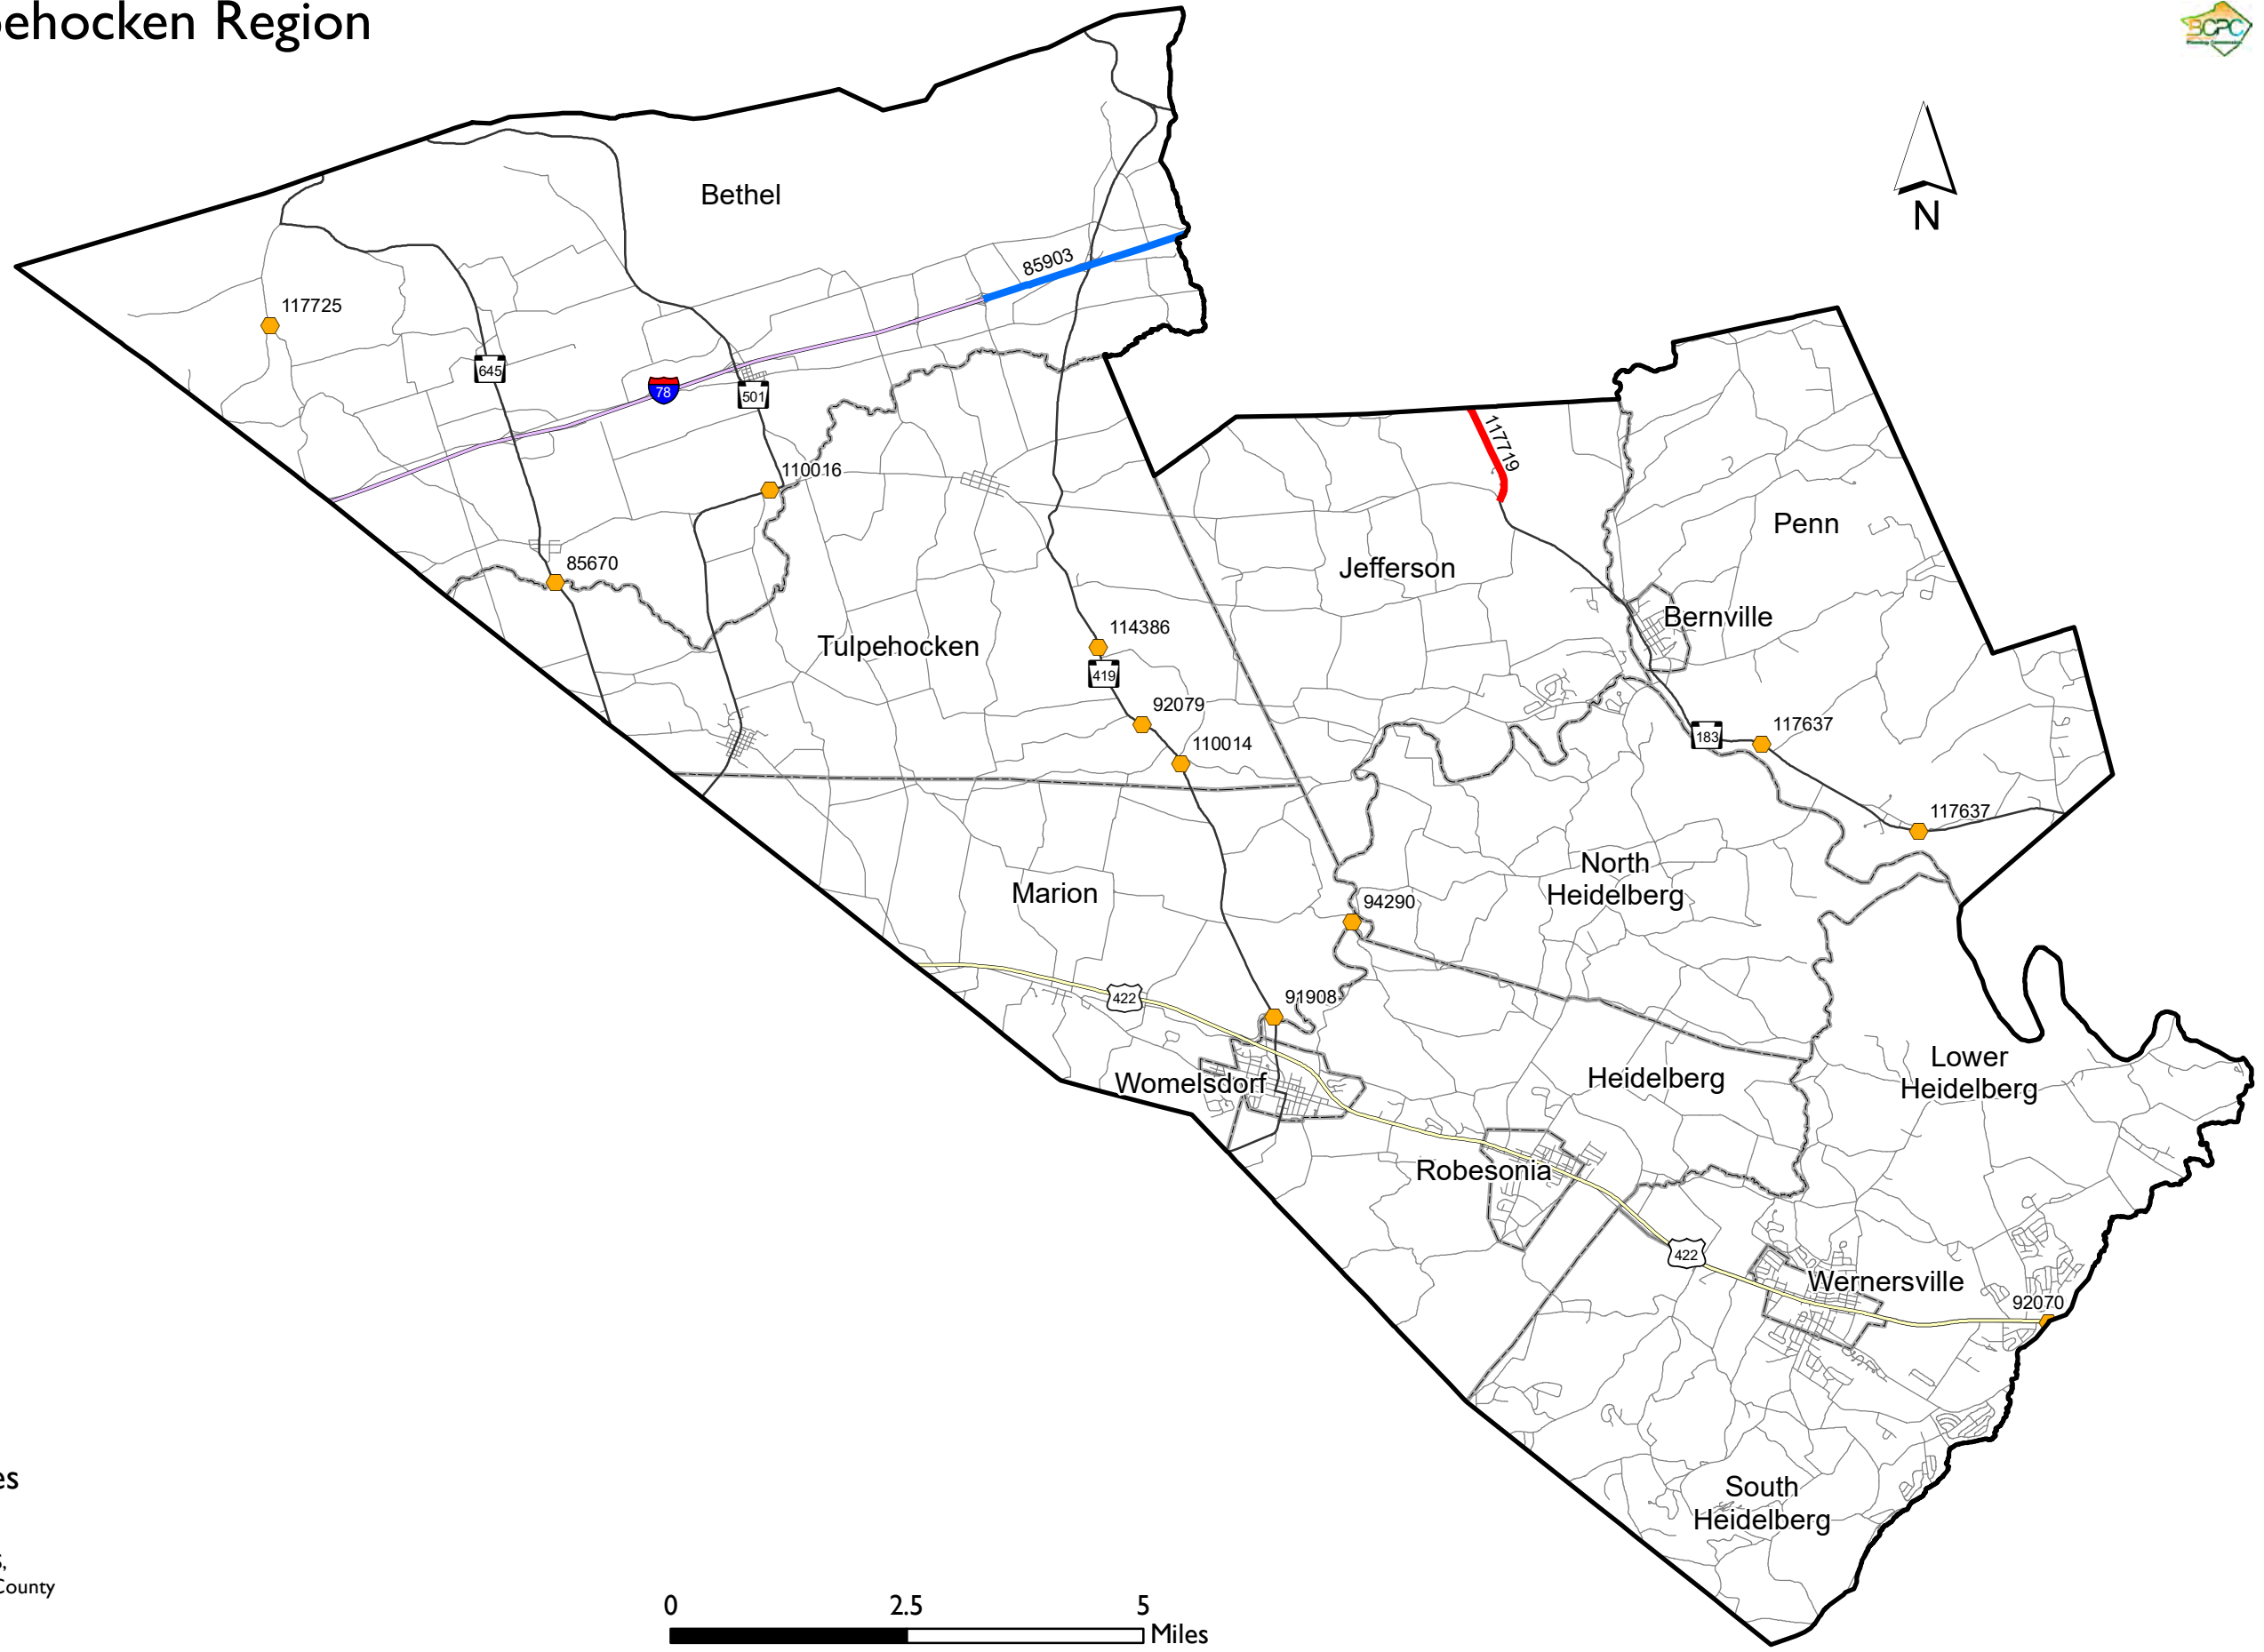 pehocken Region
BCPC
Bethel
85903
117725
645
78
501
117719
110016
Penn
85670
Jefferson
Bernville
114386
Tulpehocken
419
92079
117637
183
110014
117637
North
Heidelberg
Marion
94290
422
91908
Lower
Heidelberg
Heidelberg
Womelsdorf
Robesonia
422
Wernersville
92070
South
Heidelberg
N
es
s,
County
0 2.5 5
Miles